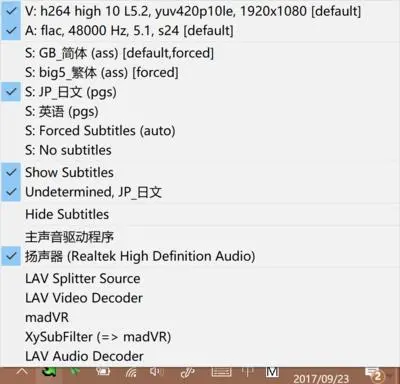 V: h264 high 10 L5.2, yuv420p10le, 1920x1080 [default]
A: flac, 48000 Hz, 5.1, s24 [default]
S: GB_简体 (ass) [default,forced]
S: big5_繁体 (ass) [forced]
S: JP_日文 (pgs)
S: 英语 (pgs)
S: Forced Subtitles (auto)
S: No subtitles
Show Subtitles
Undetermined, JP_日文
Hide Subtitles
主声音驱动程序
扬声器 (Realtek High Definition Audio)
LAV Splitter Source
LAV Video Decoder
madVR
XySubFilter (=> madVR)
LAV Audio Decoder
中 M 2017/09/23 2